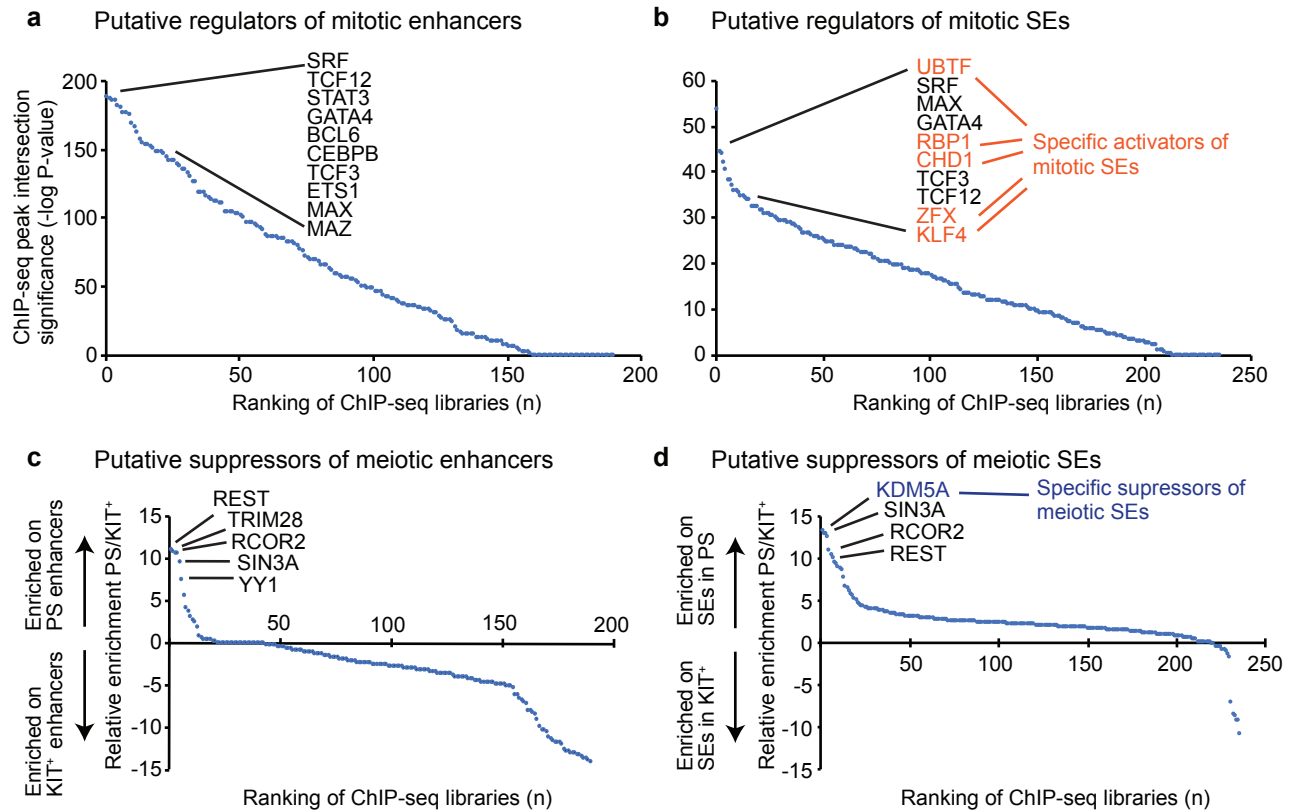 a Putative regulators of mitotic enhancers
ChIP-seq peak intersection
significance (-log P-value)
200
150
100
50
0
0
50
100
150
200
Ranking of ChIP-seq libraries (n)
SRF
TCF12
STAT3
GATA4
BCL6
CEBPB
TCF3
ETS1
MAX
MAZ
b Putative regulators of mitotic SEs
60
50
40
30
20
10
0
0
50
100
150
200
250
Ranking of ChIP-seq libraries (n)
UBTF
SRF
MAX
GATA4
RBP1
CHD1
TCF3
TCF12
ZFX
KLF4
Specific activators of
mitotic SEs
c Putative suppressors of meiotic enhancers
Enriched on
PS enhancers
Enriched on
KIT⁺ enhancers
Relative enrichment PS/KIT⁺
15
10
5
0
-5
-10
-15
50
100
150
200
Ranking of ChIP-seq libraries (n)
REST
TRIM28
RCOR2
SIN3A
YY1
d Putative suppressors of meiotic SEs
Enriched on
SEs in PS
Enriched on
SEs in KIT⁺
Relative enrichment PS/KIT⁺
15
10
5
0
-5
-10
-15
50
100
150
200
250
Ranking of ChIP-seq libraries (n)
KDM5A
SIN3A
RCOR2
REST
Specific supressors of
meiotic SEs